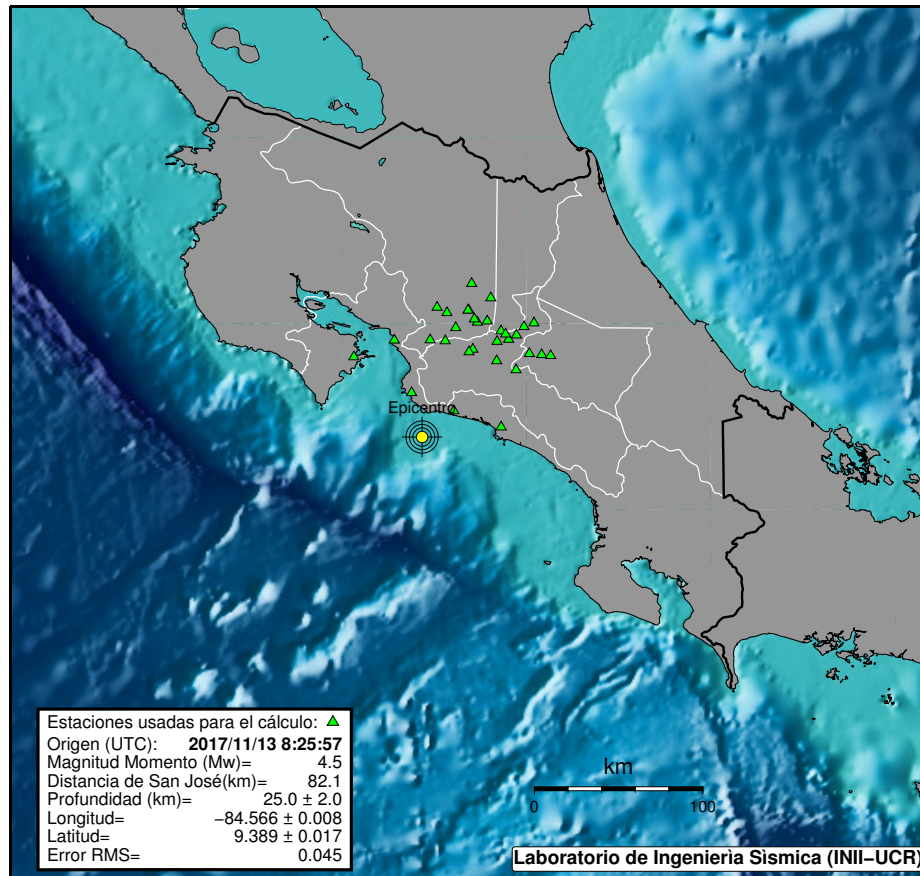 Epicentro
Estaciones usadas para el cálculo:
Origen (UTC): 2017/11/13 8:25:57
Magnitud Momento (Mw)= 4.5
Distancia de San José(km)= 82.1
Profundidad (km)= 25.0 ± 2.0
Longitud= −84.566 ± 0.008
Latitud= 9.389 ± 0.017
Error RMS= 0.045
km
0 100
Laboratorio de Ingenierìa Sìsmica (INII−UCR)